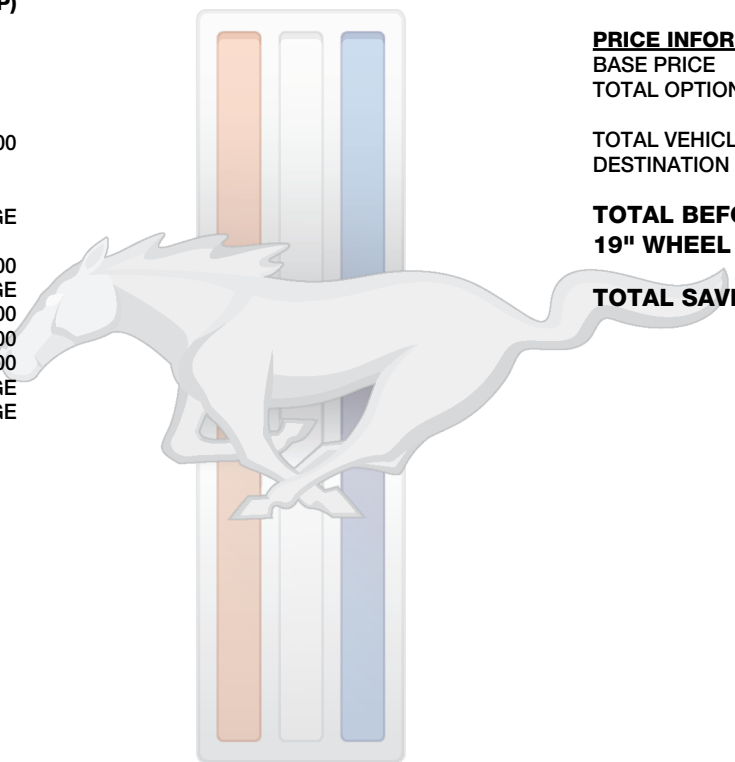 P)
00
GE
00
GE
00
00
00
GE
GE
PRICE INFOR
BASE PRICE
TOTAL OPTION
TOTAL VEHICL
DESTINATION
TOTAL BEFO
19" WHEEL
TOTAL SAVI